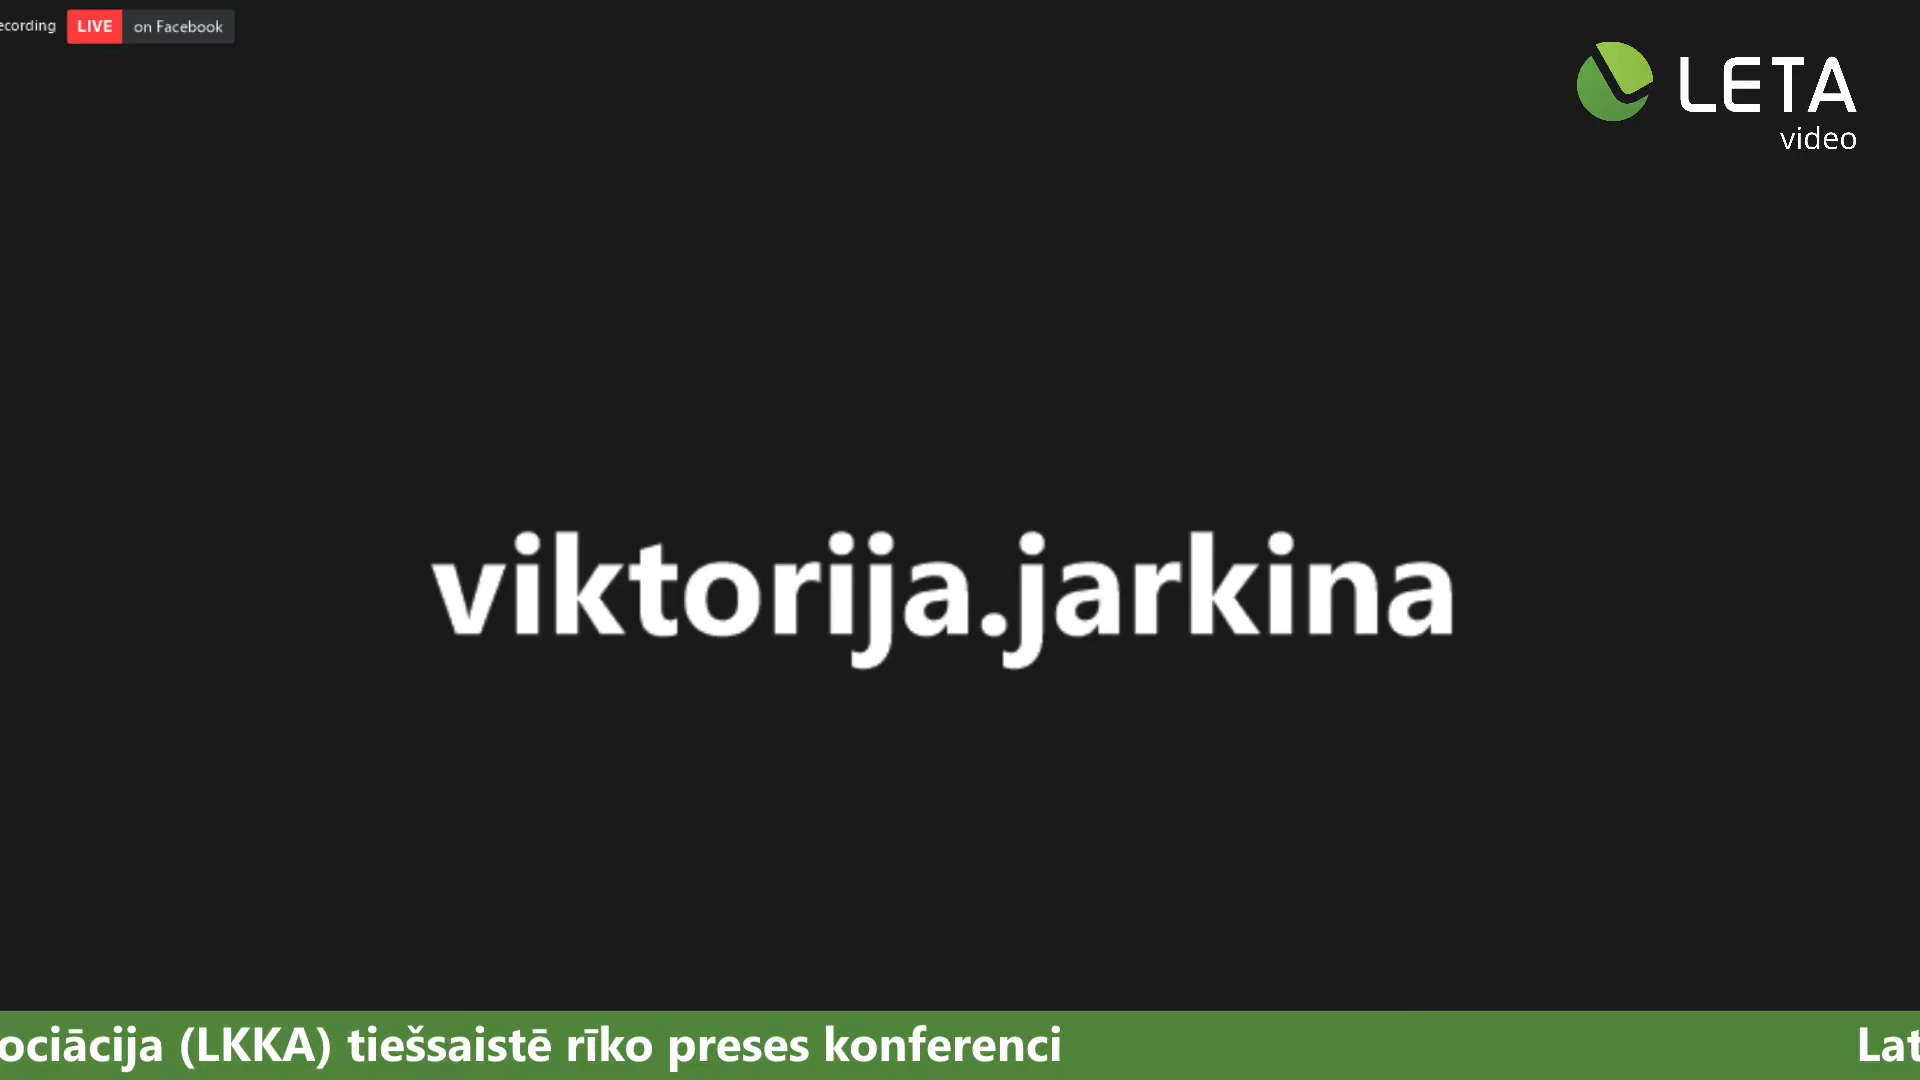 ecording LIVE on Facebook
LETA
video
viktorija.jarkina
ociācija (LKKA) tiešsaistē rīko preses konferenci Lat